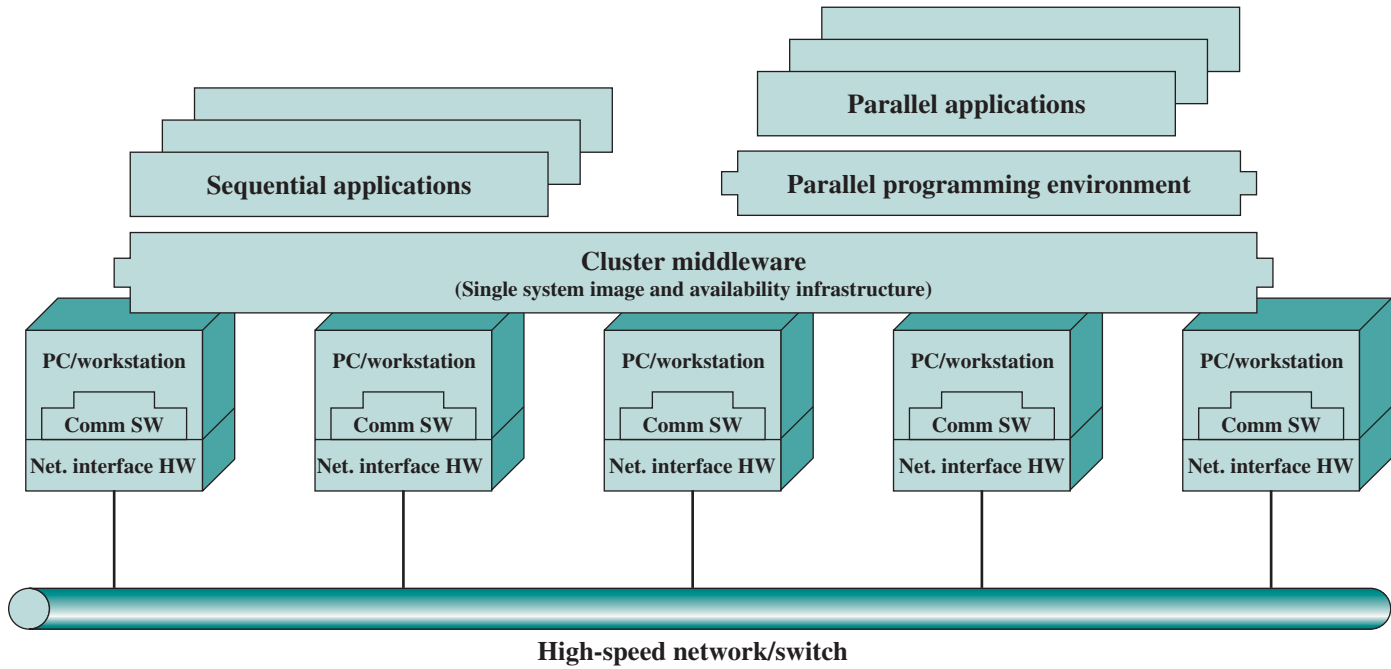 Parallel applications
Sequential applications
Parallel programming environment
Cluster middleware
(Single system image and availability infrastructure)
PC/workstation
Comm SW
Net. interface HW
PC/workstation
Comm SW
Net. interface HW
PC/workstation
Comm SW
Net. interface HW
PC/workstation
Comm SW
Net. interface HW
PC/workstation
Comm SW
Net. interface HW
High-speed network/switch